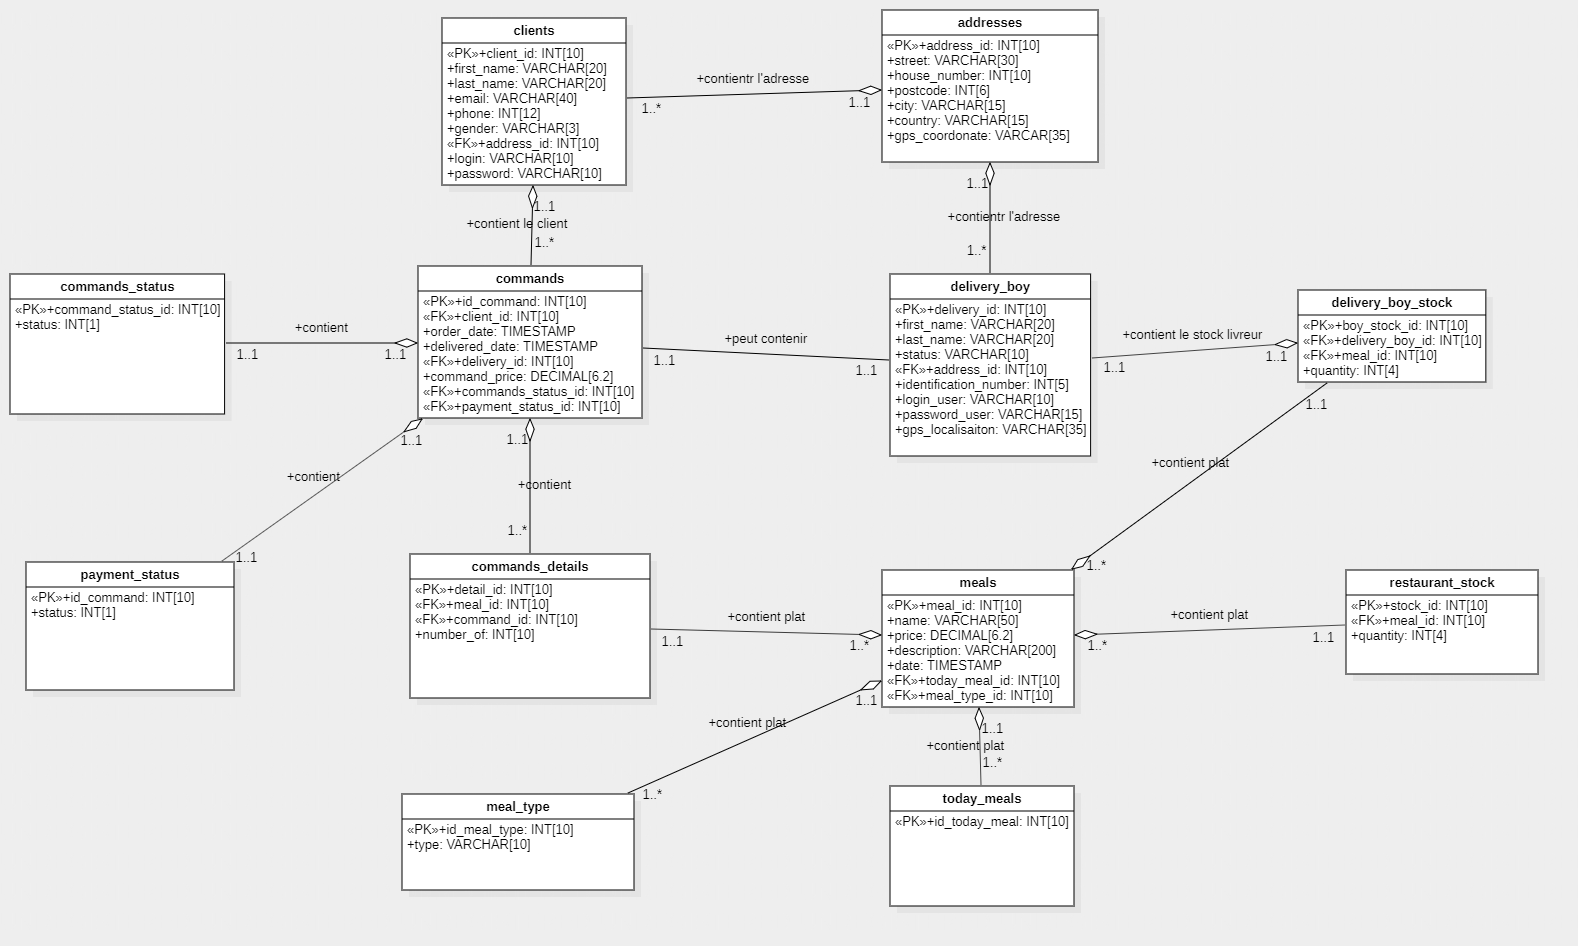 clients
«PK»+client_id: INT[10]
+first_name: VARCHAR[20]
+last_name: VARCHAR[20]
+email: VARCHAR[40]
+phone: INT[12]
+gender: VARCHAR[3]
«FK»+address_id: INT[10]
+login: VARCHAR[10]
+password: VARCHAR[10]
+contientr l'adresse
1..*
1..1
addresses
«PK»+address_id: INT[10]
+street: VARCHAR[30]
+house_number: INT[10]
+postcode: INT[6]
+city: VARCHAR[15]
+country: VARCHAR[15]
+gps_coordonate: VARCAR[35]
1..1
+contient le client
1..*
1..1
+contientr l'adresse
1..*
commands_status
«PK»+command_status_id: INT[10]
+status: INT[1]
+contient
1..1
1..1
commands
«PK»+id_command: INT[10]
«FK»+client_id: INT[10]
+order_date: TIMESTAMP
+delivered_date: TIMESTAMP
«FK»+delivery_id: INT[10]
+command_price: DECIMAL[6.2]
«FK»+commands_status_id: INT[10]
«FK»+payment_status_id: INT[10]
+peut contenir
1..1
1..1
delivery_boy
«PK»+delivery_id: INT[10]
+first_name: VARCHAR[20]
+last_name: VARCHAR[20]
+status: VARCHAR[10]
«FK»+address_id: INT[10]
+identification_number: INT[5]
+login_user: VARCHAR[10]
+password_user: VARCHAR[15]
+gps_localisaiton: VARCHAR[35]
+contient le stock livreur
1..1
1..1
delivery_boy_stock
«PK»+boy_stock_id: INT[10]
«FK»+delivery_boy_id: INT[10]
«FK»+meal_id: INT[10]
+quantity: INT[4]
1..1
+contient
1..1
1..1
+contient
1..*
1..1
+contient plat
1..*
payment_status
«PK»+id_command: INT[10]
+status: INT[1]
commands_details
«PK»+detail_id: INT[10]
«FK»+meal_id: INT[10]
«FK»+command_id: INT[10]
+number_of: INT[10]
+contient plat
1..1
1..*
meals
«PK»+meal_id: INT[10]
+name: VARCHAR[50]
+price: DECIMAL[6.2]
+description: VARCHAR[200]
+date: TIMESTAMP
«FK»+today_meal_id: INT[10]
«FK»+meal_type_id: INT[10]
+contient plat
1..*
1..1
restaurant_stock
«PK»+stock_id: INT[10]
«FK»+meal_id: INT[10]
+quantity: INT[4]
1..1
+contient plat
1..*
1..1
+contient plat
1..*
meal_type
«PK»+id_meal_type: INT[10]
+type: VARCHAR[10]
today_meals
«PK»+id_today_meal: INT[10]